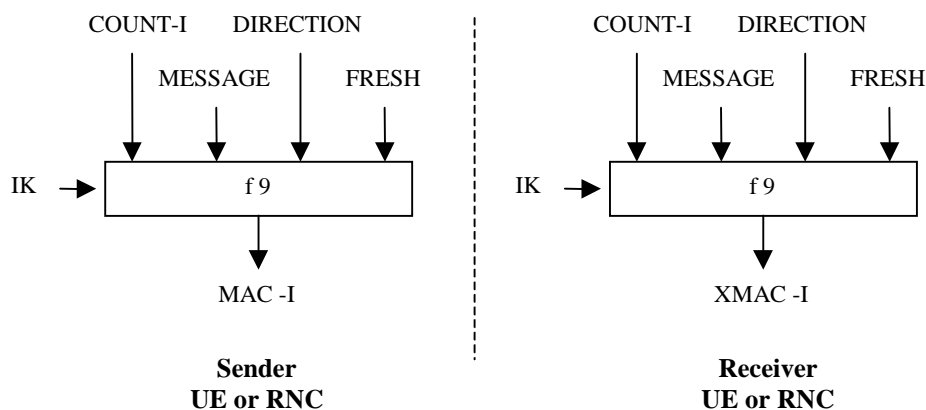 COUNT-I DIRECTION
MESSAGE FRESH
IK
f 9
MAC -I
Sender
UE or RNC
COUNT-I DIRECTION
MESSAGE FRESH
IK
f 9
XMAC -I
Receiver
UE or RNC